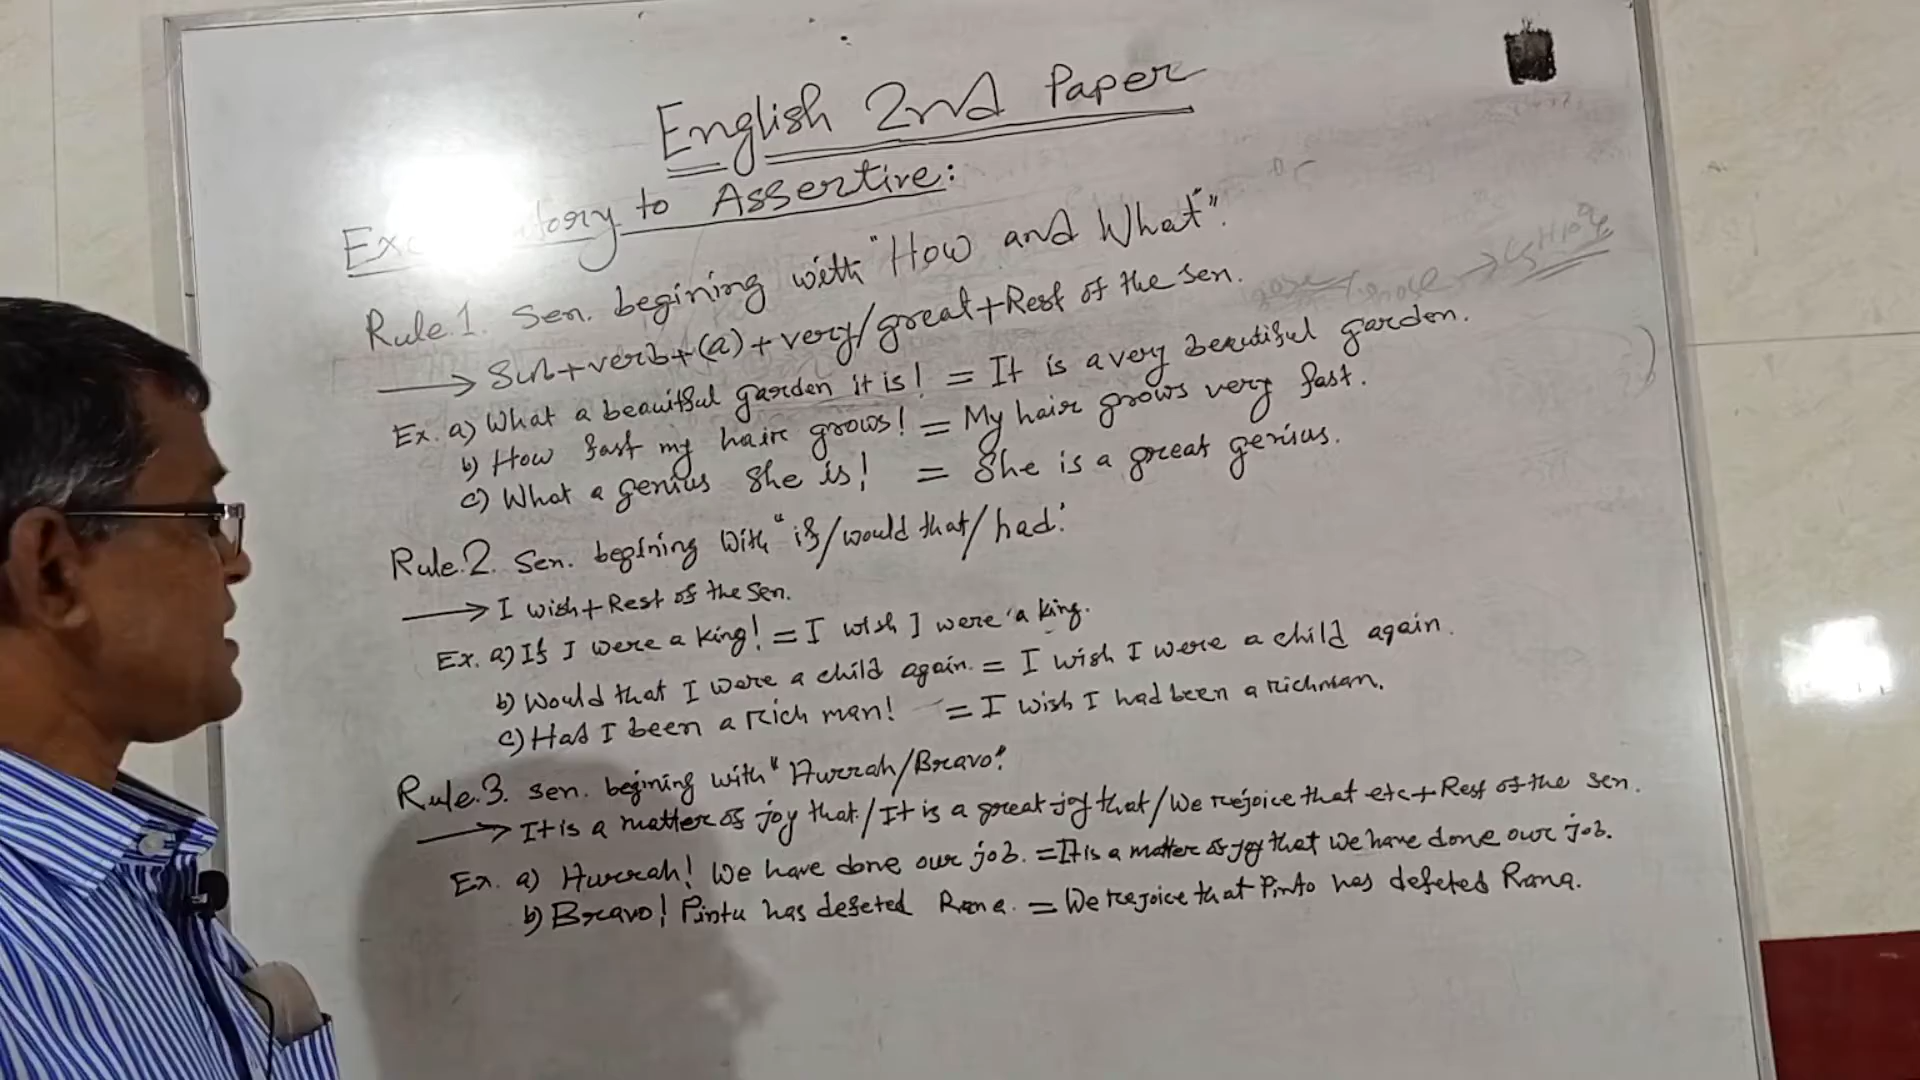 English 2nd Paper
to Assertive:
Rule.1. Sen. begining with "How and What".
Sub+verb+(a)+very/great+Rest of the sen.
Ex. a) What a beauitful garden it is! = It is a very beautiful garden.
b) How fast my hair grows! = My hair grows very fast.
c) What a genius she is! = She is a great genius.
Rule.2. Sen. begining with "if/would that/had.'
I wish+Rest of the sen.
Ex. a) If I were a king! = I wish I were a king.
b) Would that I were a child again. = I wish I were a child again.
c) Had I been a rich man! = I wish I had been a richman.
Rule.3. sen. begining with "Hurrah/Bravo"
It is a matter of joy that/It is a great joy that/We rejoice that etc+Rest of the sen.
Ex. a) Hurrah! We have done our job. = It is a matter of joy that we have done our job.
b) Bravo! Pintu has defeted Rana. = We rejoice that Pinto has defeted Rana.